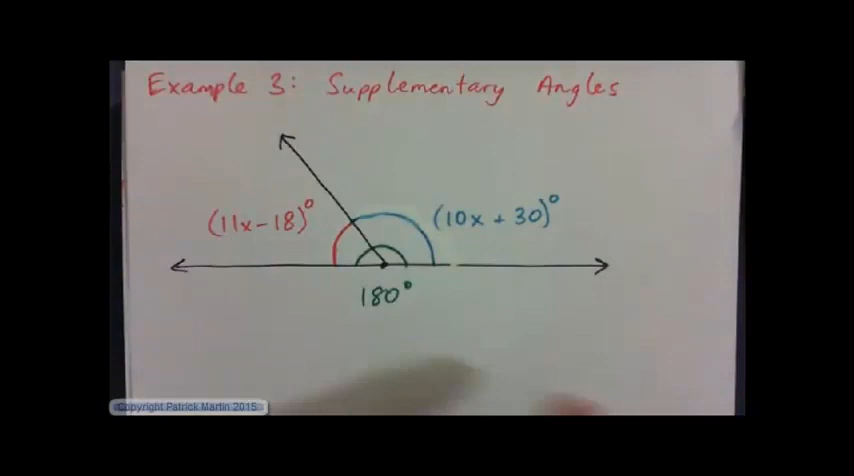 Example 3: Supplementary Angles
(11x-18)° (10x + 30)°
180°
Copyright Patrick Martin 2015